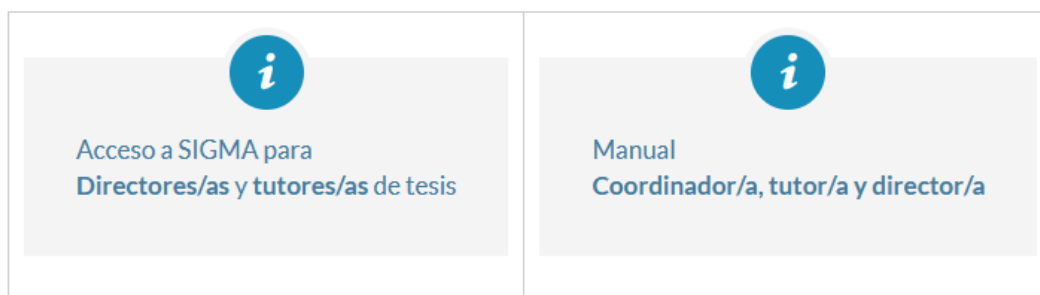 i
Acceso a SIGMA para
Directores/as y tutores/as de tesis
i
Manual
Coordinador/a, tutor/a y director/a